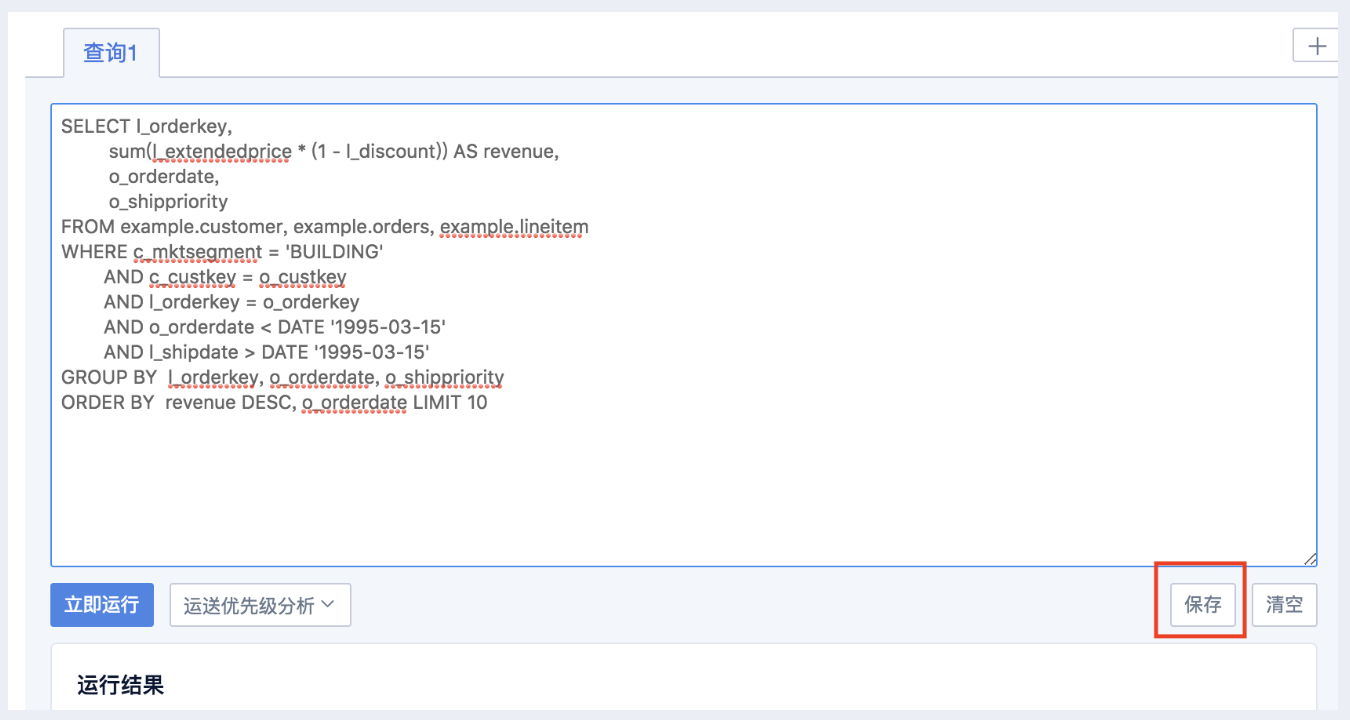 查询1
SELECT l_orderkey,
sum(l_extendedprice * (1 - l_discount)) AS revenue,
o_orderdate,
o_shippriority
FROM example.customer, example.orders, example.lineitem
WHERE c_mktsegment = 'BUILDING'
AND c_custkey = o_custkey
AND l_orderkey = o_orderkey
AND o_orderdate < DATE '1995-03-15'
AND l_shipdate > DATE '1995-03-15'
GROUP BY  l_orderkey, o_orderdate, o_shippriority
ORDER BY  revenue DESC, o_orderdate LIMIT 10
立即运行 运送优先级分析 保存 清空
运行结果